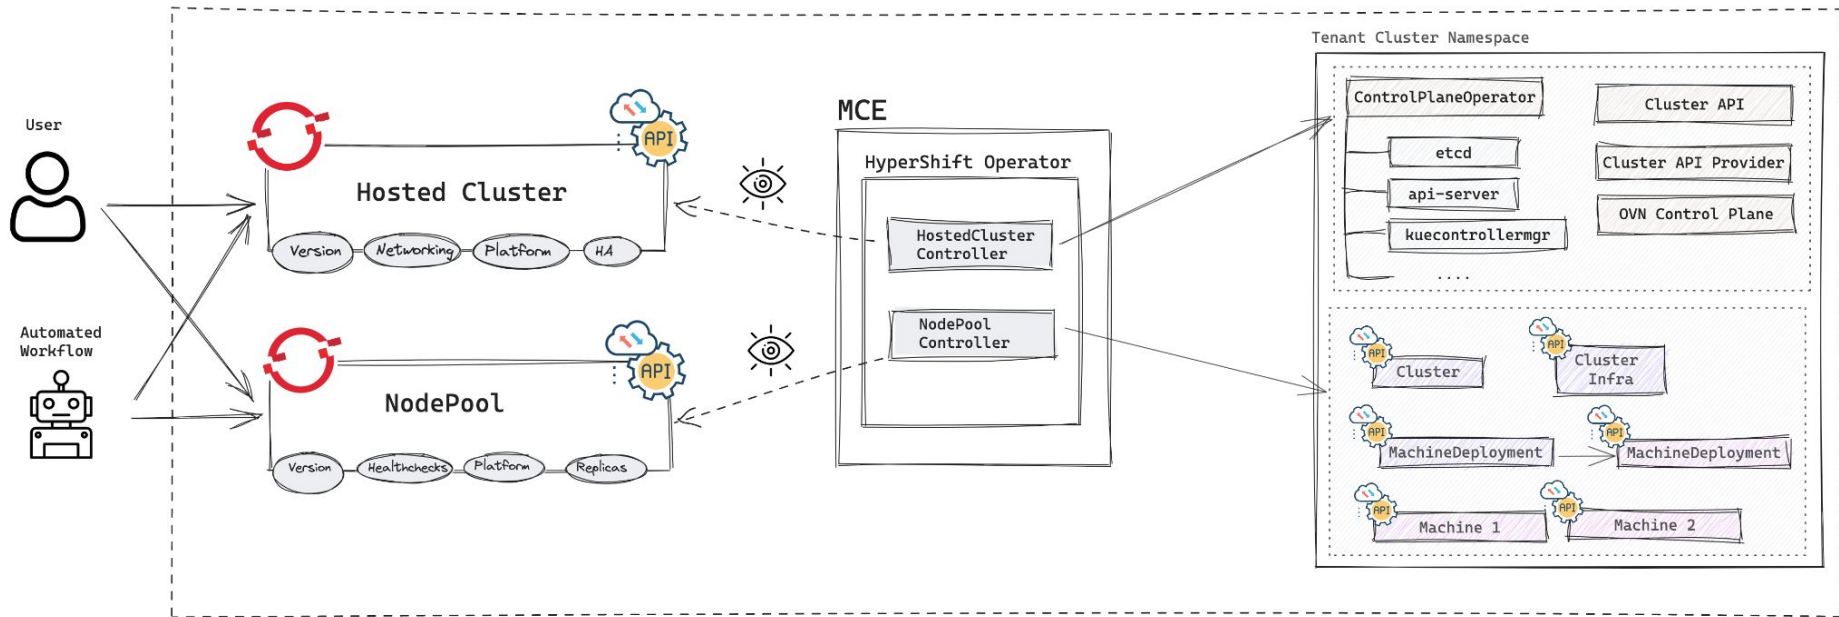 User
Automated
Workflow
API
Hosted Cluster
Version
Networking
Platform
HA
API
NodePool
Version
Healthchecks
Platform
Replicas
MCE
HyperShift Operator
HostedCluster
Controller
NodePool
Controller
Tenant Cluster Namespace
ControlPlaneOperator
etcd
api-server
kuecontrollermgr
....
Cluster API
Cluster API Provider
OVN Control Plane
API
Cluster
API
Cluster
Infra
API
MachineDeployment
API
MachineDeployment
API
Machine 1
API
Machine 2